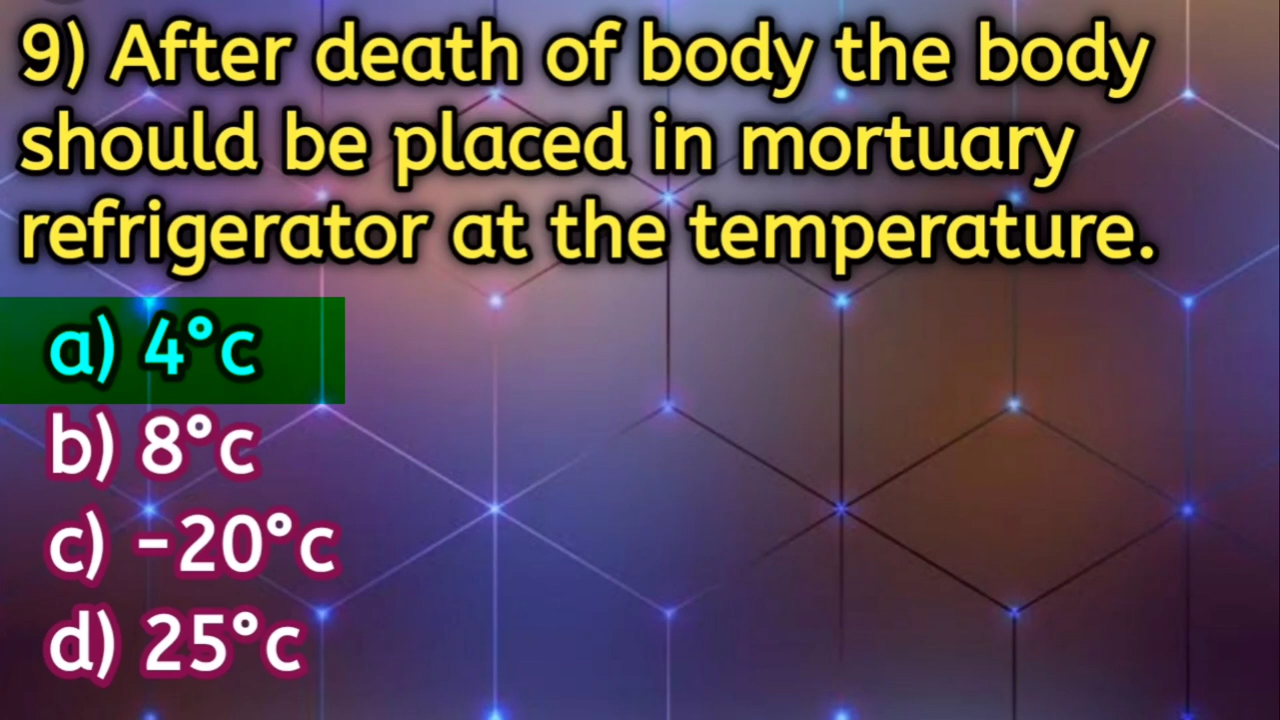 9) After death of body the body
should be placed in mortuary
refrigerator at the temperature.
a) 4°c
b) 8°c
c) -20°c
d) 25°c